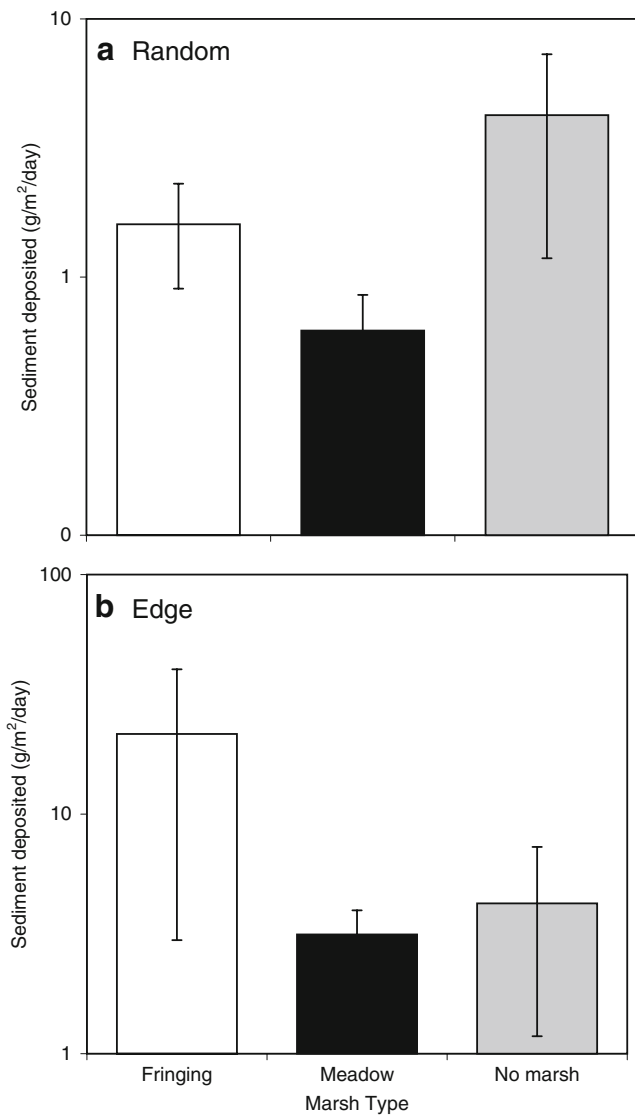 10
a Random
Sediment deposited (g/m²/day)
1
0
100
b Edge
Sediment deposited (g/m²/day)
10
1
Fringing Meadow No marsh
Marsh Type